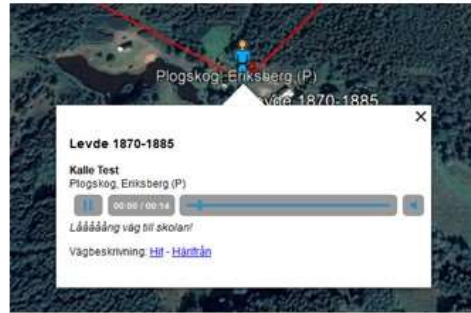 Plogskog, Eriksberg (P)
Levde 1870-1885
Levde 1870-1885
Kalle Test
Plogskog, Eriksberg (P)
00:00 / 00:14
Lååååång väg till skolan!
Vägbeskrivning: Hit - Härifrån